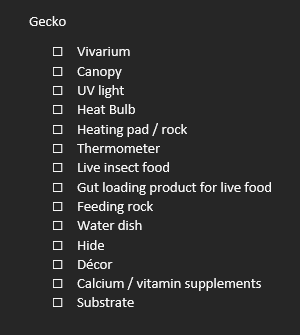 Gecko
☐ Vivarium
☐ Canopy
☐ UV light
☐ Heat Bulb
☐ Heating pad / rock
☐ Thermometer
☐ Live insect food
☐ Gut loading product for live food
☐ Feeding rock
☐ Water dish
☐ Hide
☐ Décor
☐ Calcium / vitamin supplements
☐ Substrate